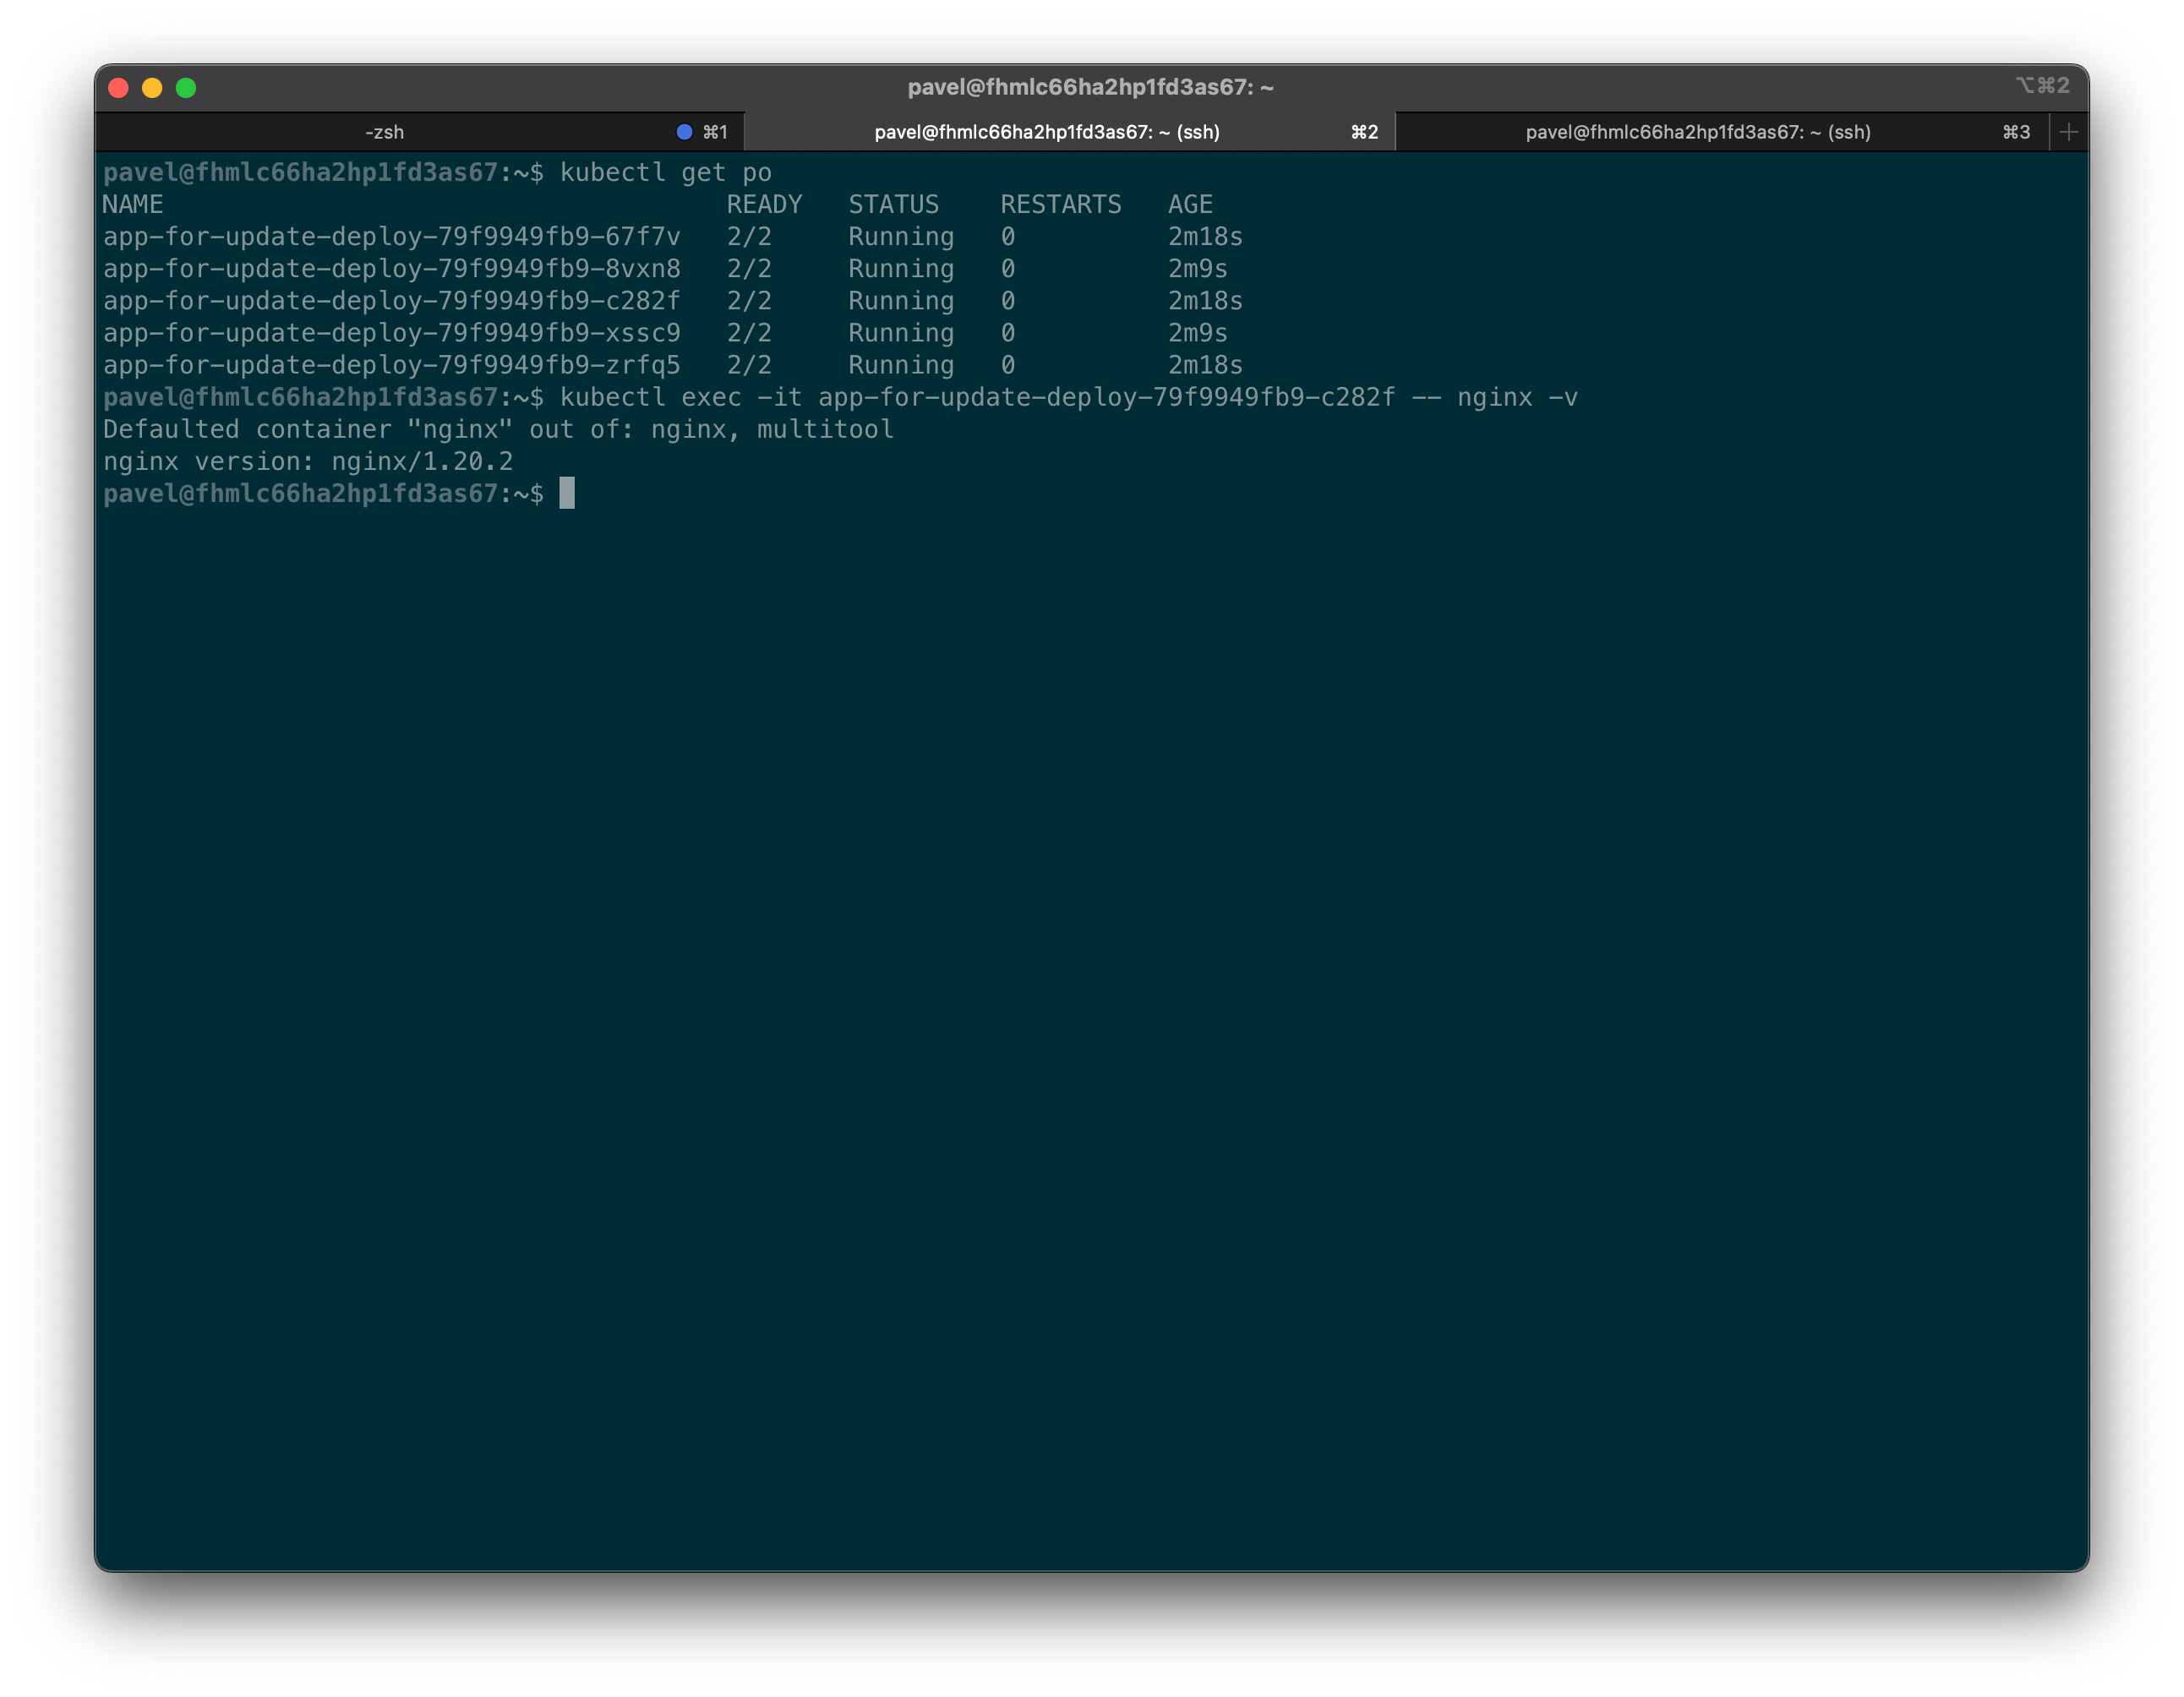 pavel@fhmlc66ha2hp1fd3as67: ~
⌥⌘2
-zsh ⌘1
pavel@fhmlc66ha2hp1fd3as67: ~ (ssh) ⌘2
pavel@fhmlc66ha2hp1fd3as67: ~ (ssh) ⌘3
pavel@fhmlc66ha2hp1fd3as67:~$ kubectl get po
NAME READY STATUS RESTARTS AGE
app-for-update-deploy-79f9949fb9-67f7v 2/2 Running 0 2m18s
app-for-update-deploy-79f9949fb9-8vxn8 2/2 Running 0 2m9s
app-for-update-deploy-79f9949fb9-c282f 2/2 Running 0 2m18s
app-for-update-deploy-79f9949fb9-xssc9 2/2 Running 0 2m9s
app-for-update-deploy-79f9949fb9-zrfq5 2/2 Running 0 2m18s
pavel@fhmlc66ha2hp1fd3as67:~$ kubectl exec -it app-for-update-deploy-79f9949fb9-c282f -- nginx -v
Defaulted container "nginx" out of: nginx, multitool
nginx version: nginx/1.20.2
pavel@fhmlc66ha2hp1fd3as67:~$